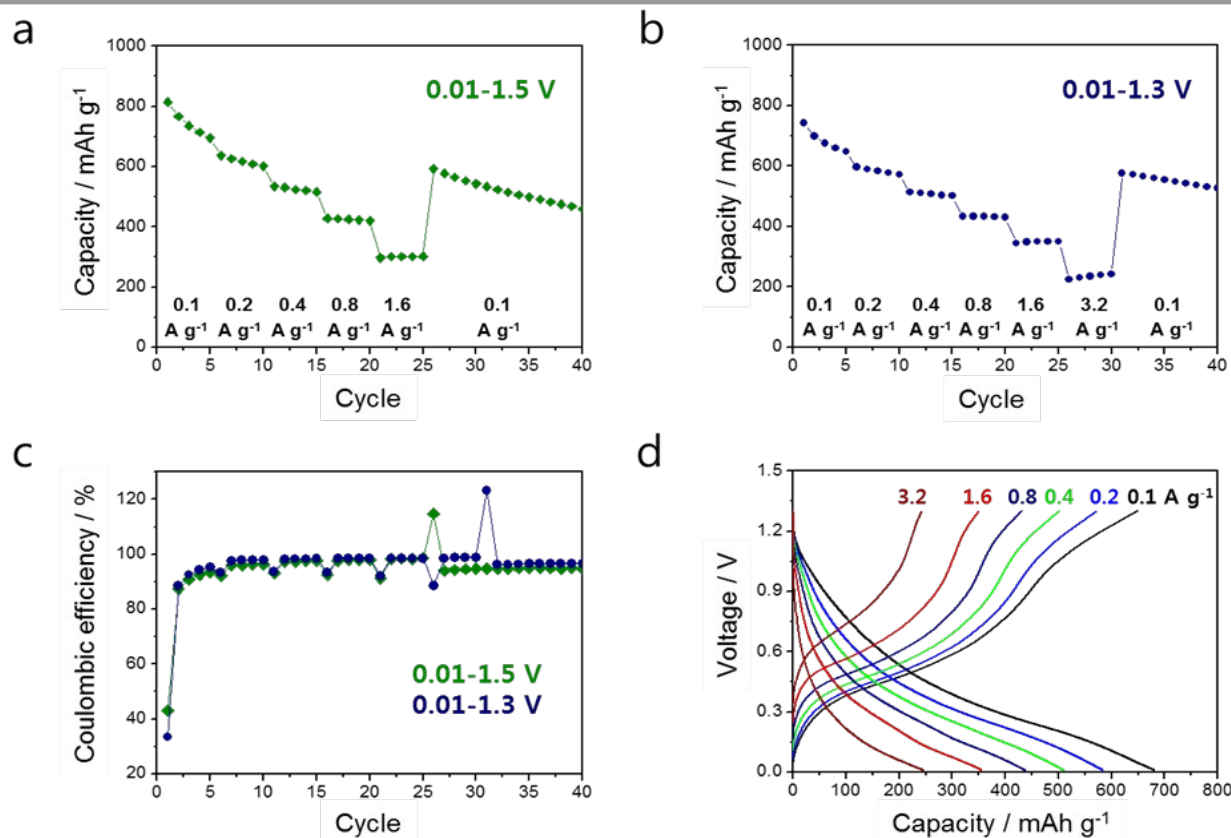 a
Capacity / mAh g⁻¹
1000
800
600
400
200
0
0.01-1.5 V
0.1 0.2 0.4 0.8 1.6 0.1
A g⁻¹ A g⁻¹ A g⁻¹ A g⁻¹ A g⁻¹ A g⁻¹
0 5 10 15 20 25 30 35 40
Cycle
b
Capacity / mAh g⁻¹
1000
800
600
400
200
0
0.01-1.3 V
0.1 0.2 0.4 0.8 1.6 3.2 0.1
A g⁻¹ A g⁻¹ A g⁻¹ A g⁻¹ A g⁻¹ A g⁻¹ A g⁻¹
0 5 10 15 20 25 30 35 40
Cycle
c
Coulombic efficiency / %
120
100
80
60
40
20
0.01-1.5 V
0.01-1.3 V
0 5 10 15 20 25 30 35 40
Cycle
d
Voltage / V
1.5
1.2
0.9
0.6
0.3
0.0
3.2 1.6 0.8 0.4 0.2 0.1 A g⁻¹
0 100 200 300 400 500 600 700 800
Capacity / mAh g⁻¹